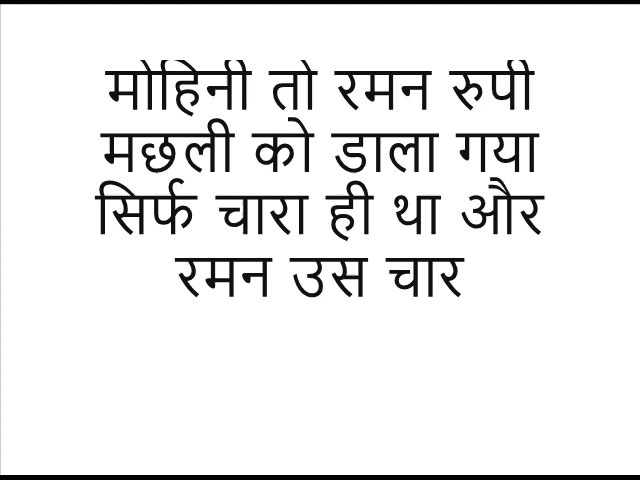 मोहिनी तो रमन रुपी
मछली को डाला गया
सिर्फ चारा ही था और
रमन उस चार